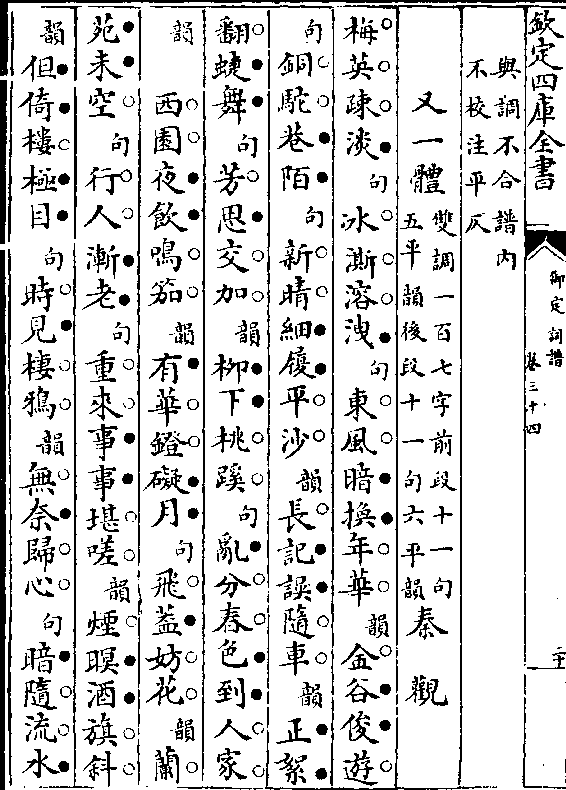 欽定四庫全書
御定詞譜
卷三十四
與調不合譜内
不校注平仄
又一體
雙調一百七字前段十一句
五平韻後段十一句六平韻
秦觀
梅英疎淡句冰澌溶洩句東風暗換年華韻金谷俊遊
句銅駝巷陌句新晴細履平沙韻長記誤隨車韻正絮
翻蝶舞句芳思交加韻柳下桃蹊句亂分春色到人家
韻
西園夜飲鳴笳韻有華鐙礙月句飛蓋妨花韻蘭
苑未空句行人漸老句重來事事堪嗟韻煙暝酒旗斜
韻但倚樓極目句時見棲鴉韻無奈歸心句暗隨流水